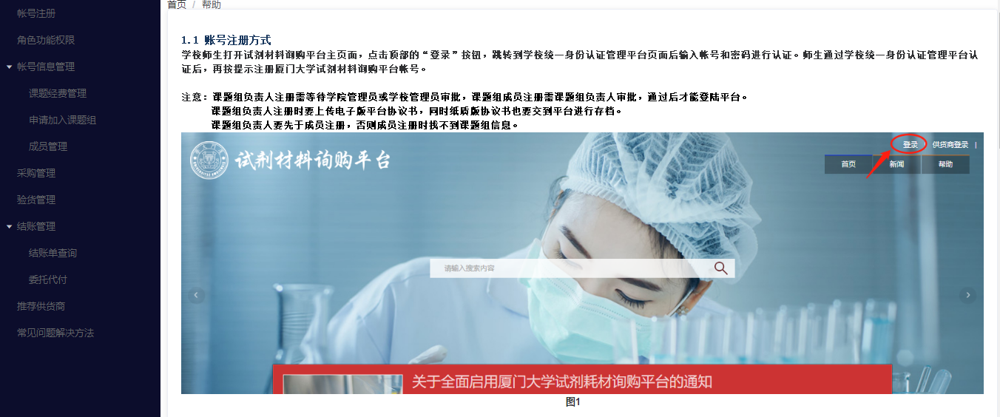 帐号注册
角色功能权限
帐号信息管理
课题经费管理
申请加入课题组
成员管理
采购管理
验货管理
结账管理
结账单查询
委托代付
推荐供货商
常见问题解决方法
首页 / 帮助
1.1 账号注册方式
学校师生打开试剂材料询购平台主页面，点击顶部的“登录”按钮，跳转到学校统一身份认证管理平台页面后输入帐号和密码进行认证。师生通过学校统一身份认证管理平台认
证后，再按提示注册厦门大学试剂材料询购平台帐号。
注意：课题组负责人注册需等待学院管理员或学校管理员审批，课题组成员注册需课题组负责人审批，通过后才能登陆平台。
课题组负责人注册时要上传电子版平台协议书，同时纸质版协议书也要交到平台进行存档。
课题组负责人要先于成员注册，否则成员注册时找不到课题组信息。
登录 供货商登录 |
试剂材料询购平台
首页 新闻 帮助
请输入搜索内容
关于全面启用厦门大学试剂耗材询购平台的通知
图1